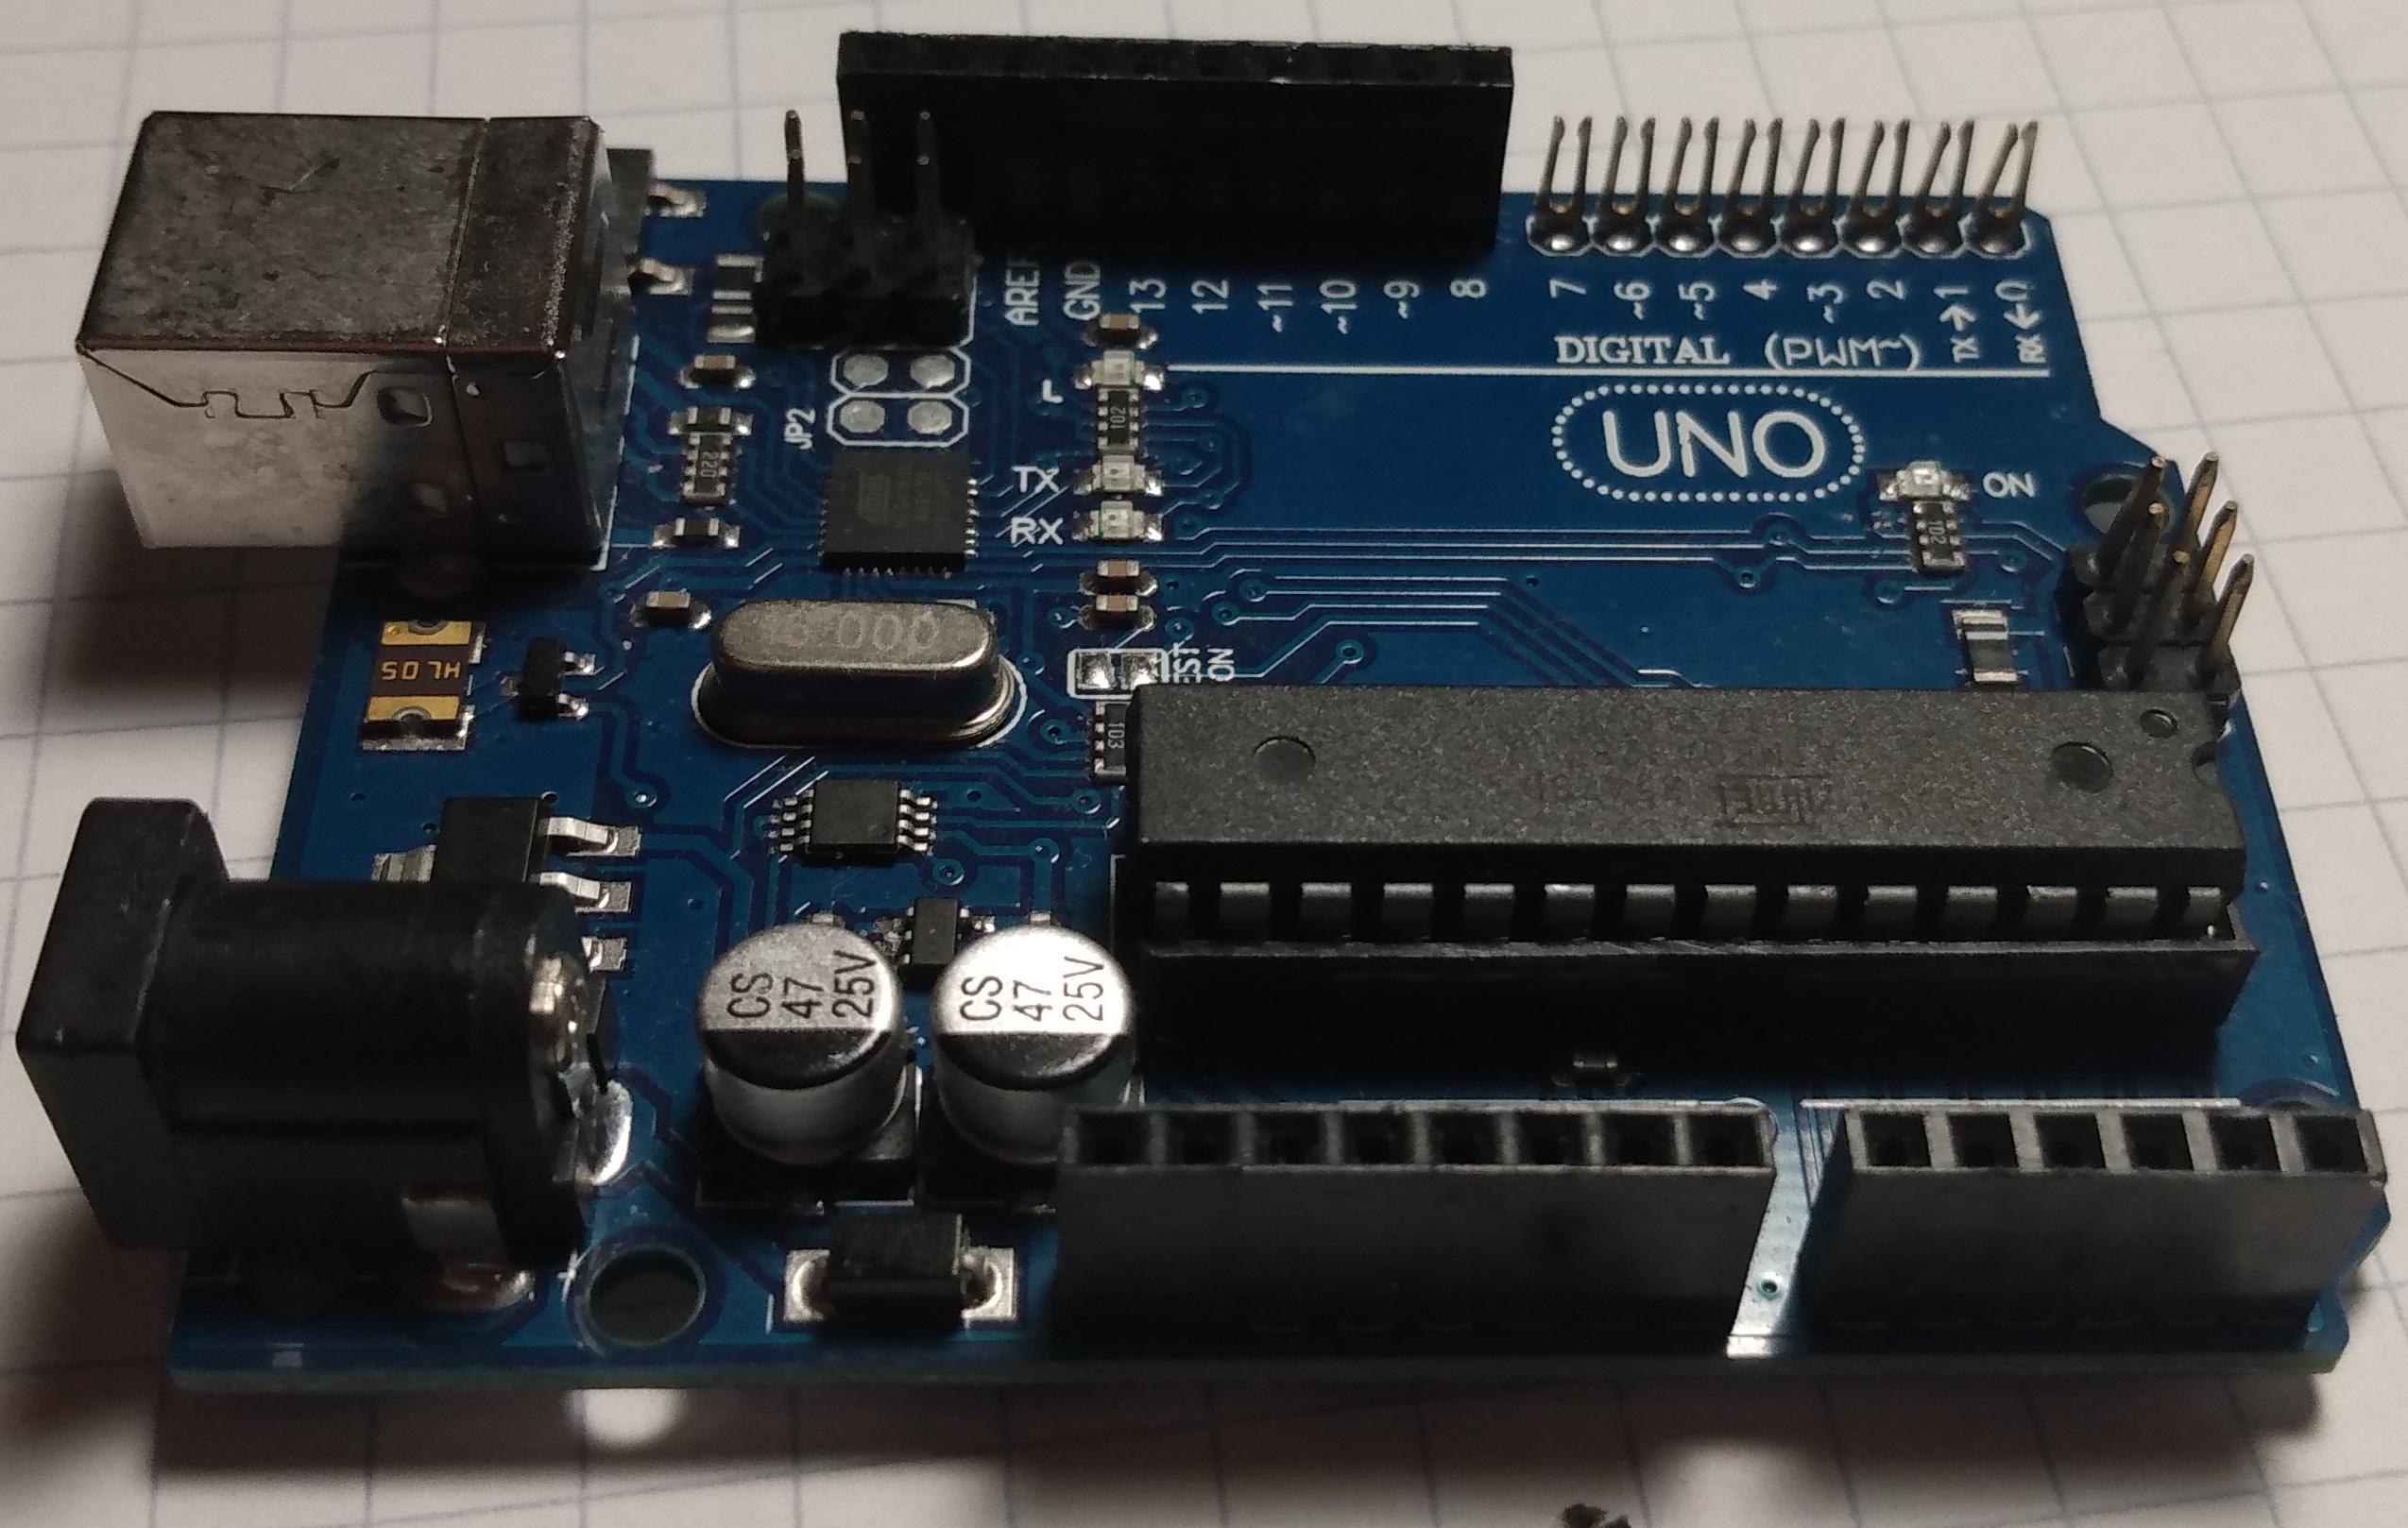 AREF
GND
13
12
~11
~10
~9
8
7
~6
~5
4
~3
2
TX→1
RX←0
DIGITAL (PWM~)
L
102
JP2
220
TX
RX
UNO
ON
102
HL05
103
CS
47
25V
CS
47
25V